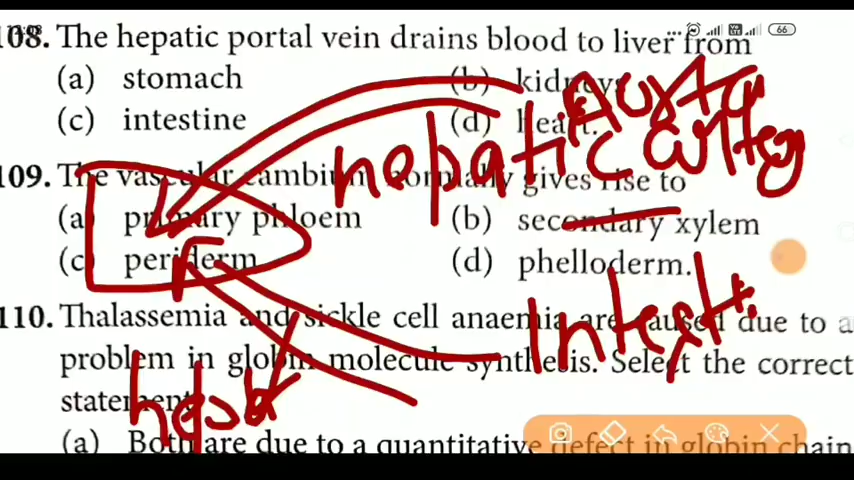 108. The hepatic portal vein drains blood to liver from
(a) stomach (b) kidneys
(c) intestine (d) heart.
hepatic
109. The vascular cambium normally gives rise to
(a) primary phloem (b) secondary xylem
(c) periderm (d) phelloderm.
110. Thalassemia and sickle cell anaemia are caused due to a
problem in globin molecule synthesis. Select the correct
statement.
(a) Both are due to a quantitative defect in globin chain
66